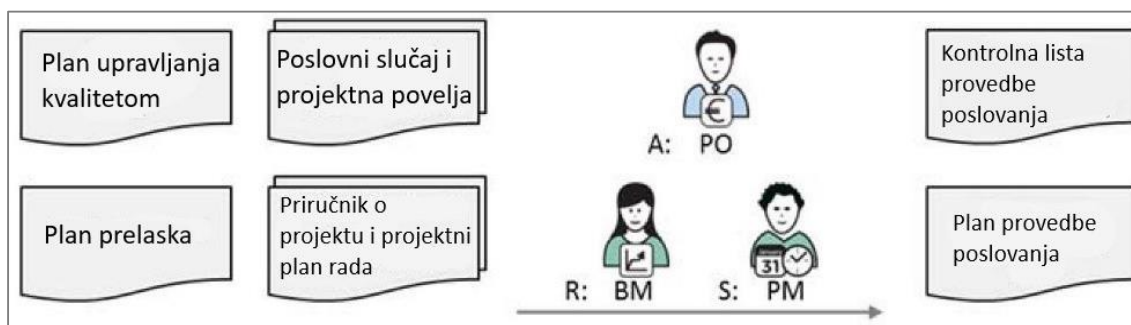 Plan upravljanja
kvalitetom
Poslovni slučaj i
projektna povelja
€
A: PO
Kontrolna lista
provedbe
poslovanja
Plan prelaska
Priručnik o
projektu i projektni
plan rada
31
R: BM
S: PM
Plan provedbe
poslovanja